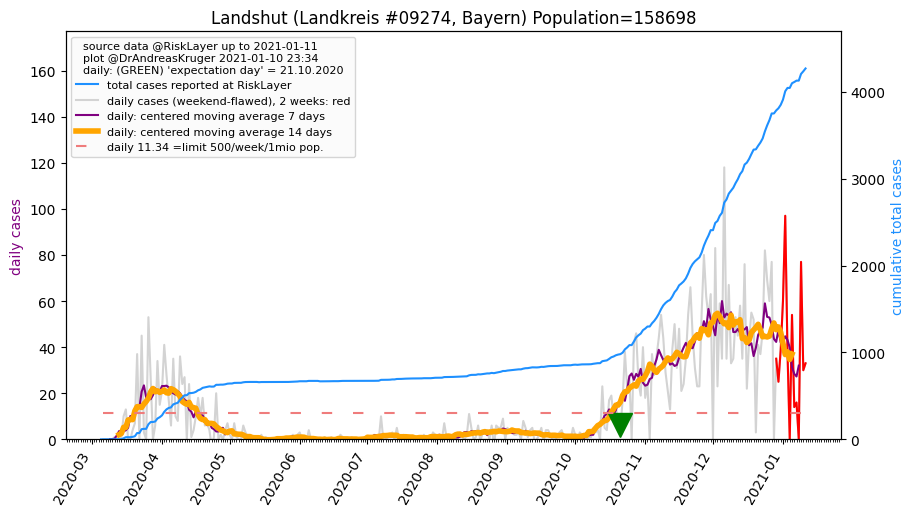 Landshut (Landkreis #09274, Bayern) Population=158698
source data @RiskLayer up to 2021-01-11
plot @DrAndreasKruger 2021-01-10 23:34
daily: (GREEN) 'expectation day' = 21.10.2020
total cases reported at RiskLayer
daily cases (weekend-flawed), 2 weeks: red
daily: centered moving average 7 days
daily: centered moving average 14 days
daily 11.34 =limit 500/week/1mio pop.
daily cases
160
140
120
100
80
60
40
20
0
cumulative total cases
4000
3000
2000
1000
0
2020-03
2020-04
2020-05
2020-06
2020-07
2020-08
2020-09
2020-10
2020-11
2020-12
2021-01